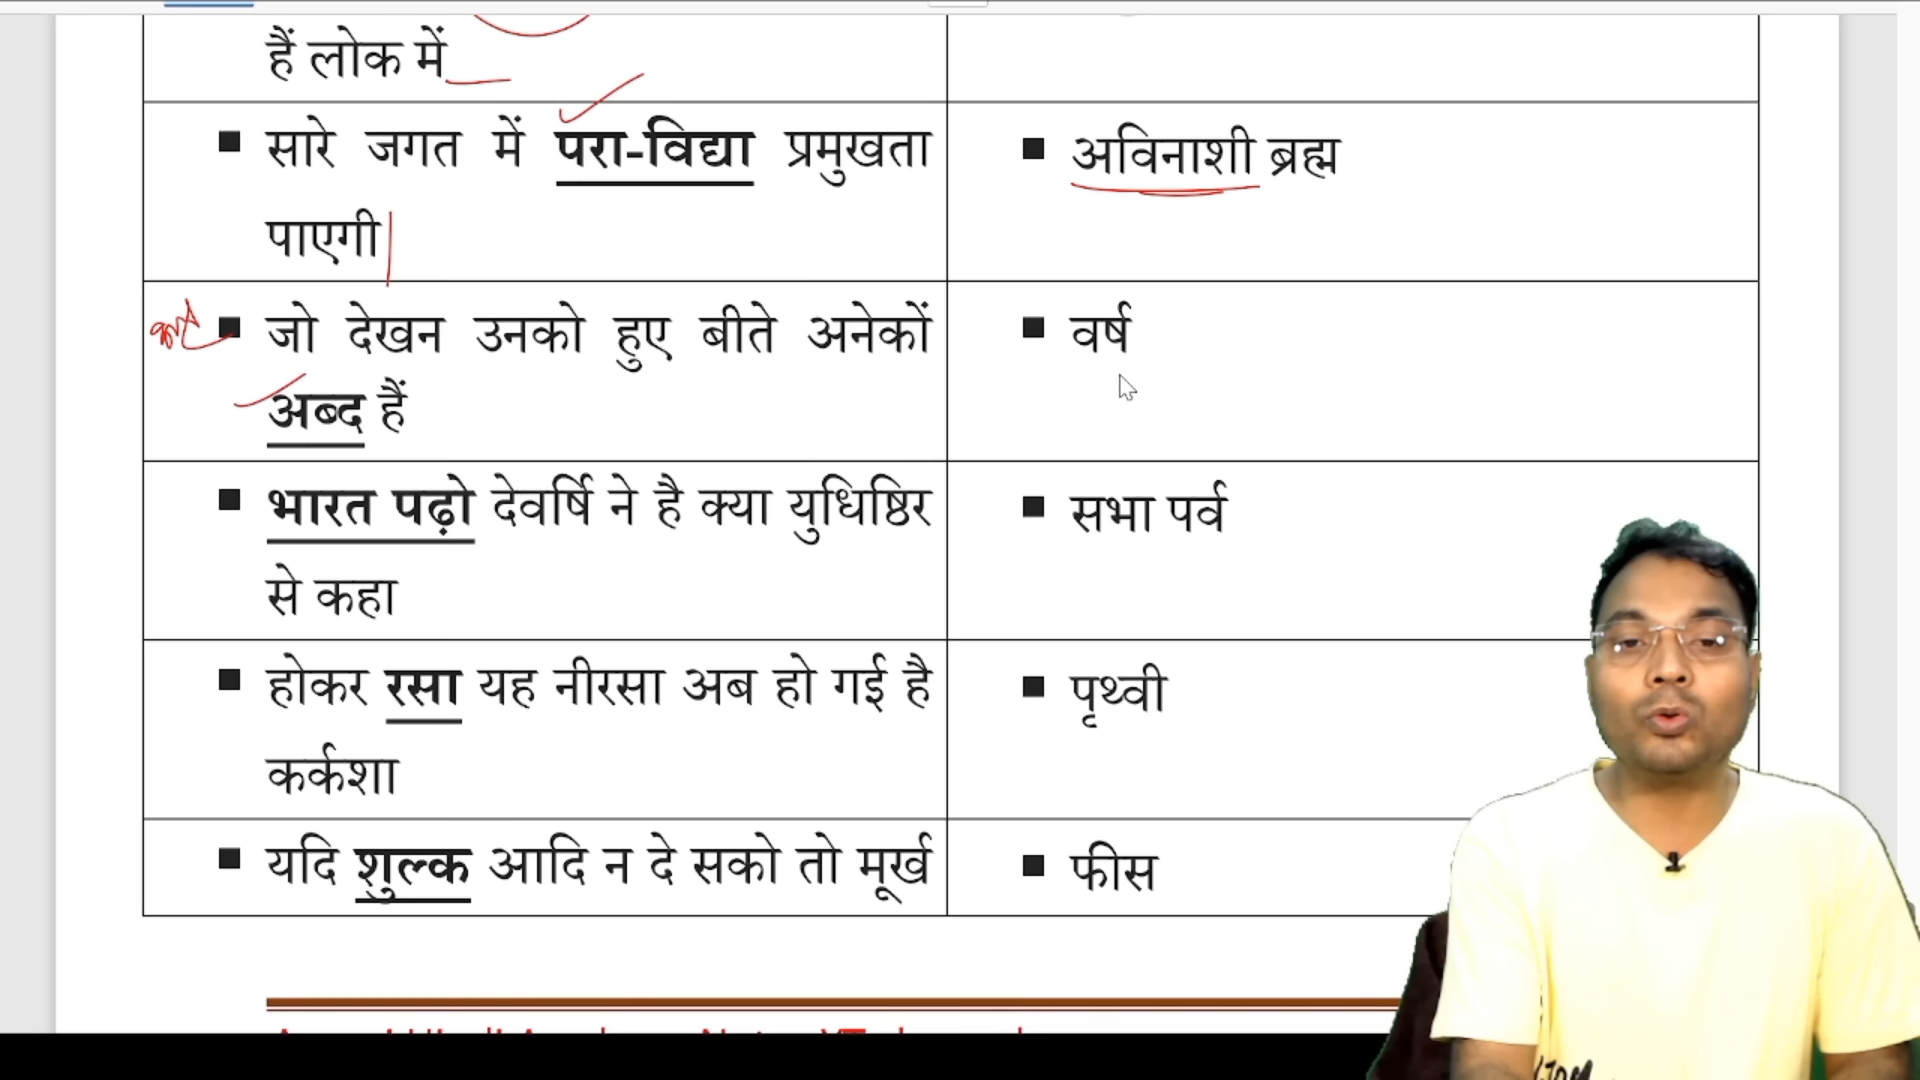 हैं लोक में
सारे जगत में परा-विद्या प्रमुखता
पाएगी
अविनाशी ब्रह्म
जो देखन उनको हुए बीते अनेकों
अब्द हैं
वर्ष
भारत पढ़ो देवर्षि ने है क्या युधिष्ठिर
से कहा
सभा पर्व
होकर रसा यह नीरसा अब हो गई है
कर्कशा
पृथ्वी
यदि शुल्क आदि न दे सको तो मूर्ख
फीस